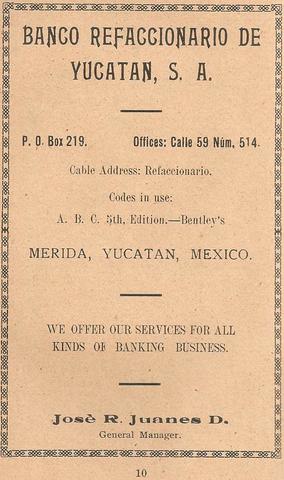 BANCO REFACCIONARIO DE
YUCATAN, S. A.
P. O. Box 219. Offices: Calle 59 Núm, 514.
Cable Address: Refaccionario.
Codes in use:
A. B. C. 5th, Edition.—Bentley's
MERIDA, YUCATAN, MEXICO.
WE OFFER OUR SERVICES FOR ALL
KINDS OF BANKING BUSINESS.
Josè R. Juanes D.
General Manager.
10